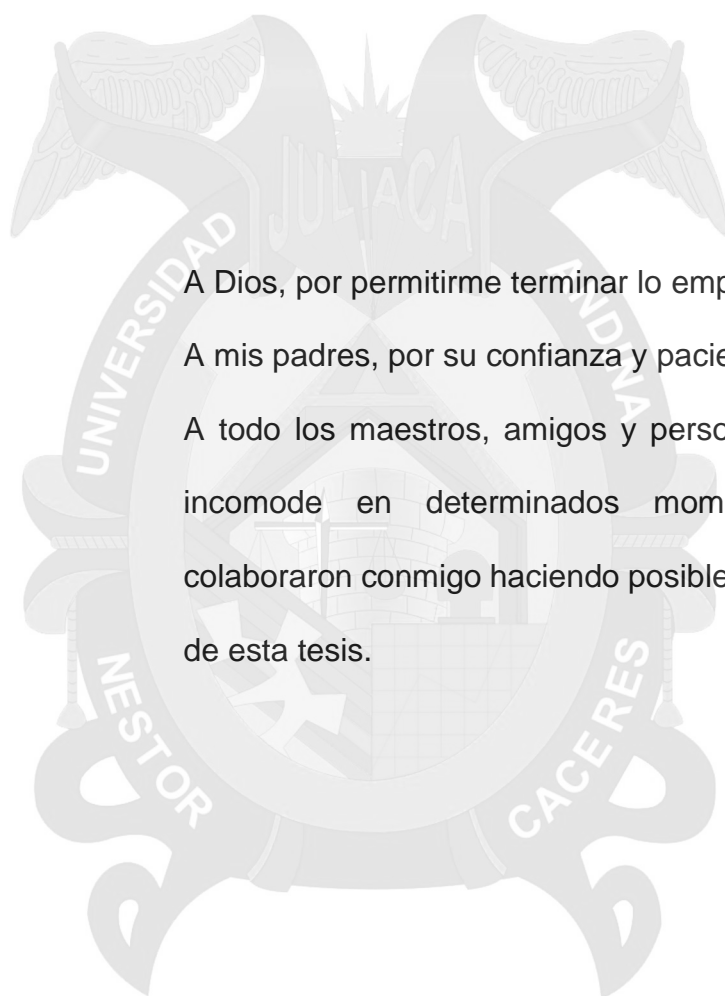 JULIACA
UNIVERSIDAD ANDINA
A Dios, por permitirme terminar lo
A mis padres, por su confianza y
A todo los maestros, amigos y
incomode en determinados
colaboraron conmigo haciendo posible
de esta tesis.
NESTOR CACERES